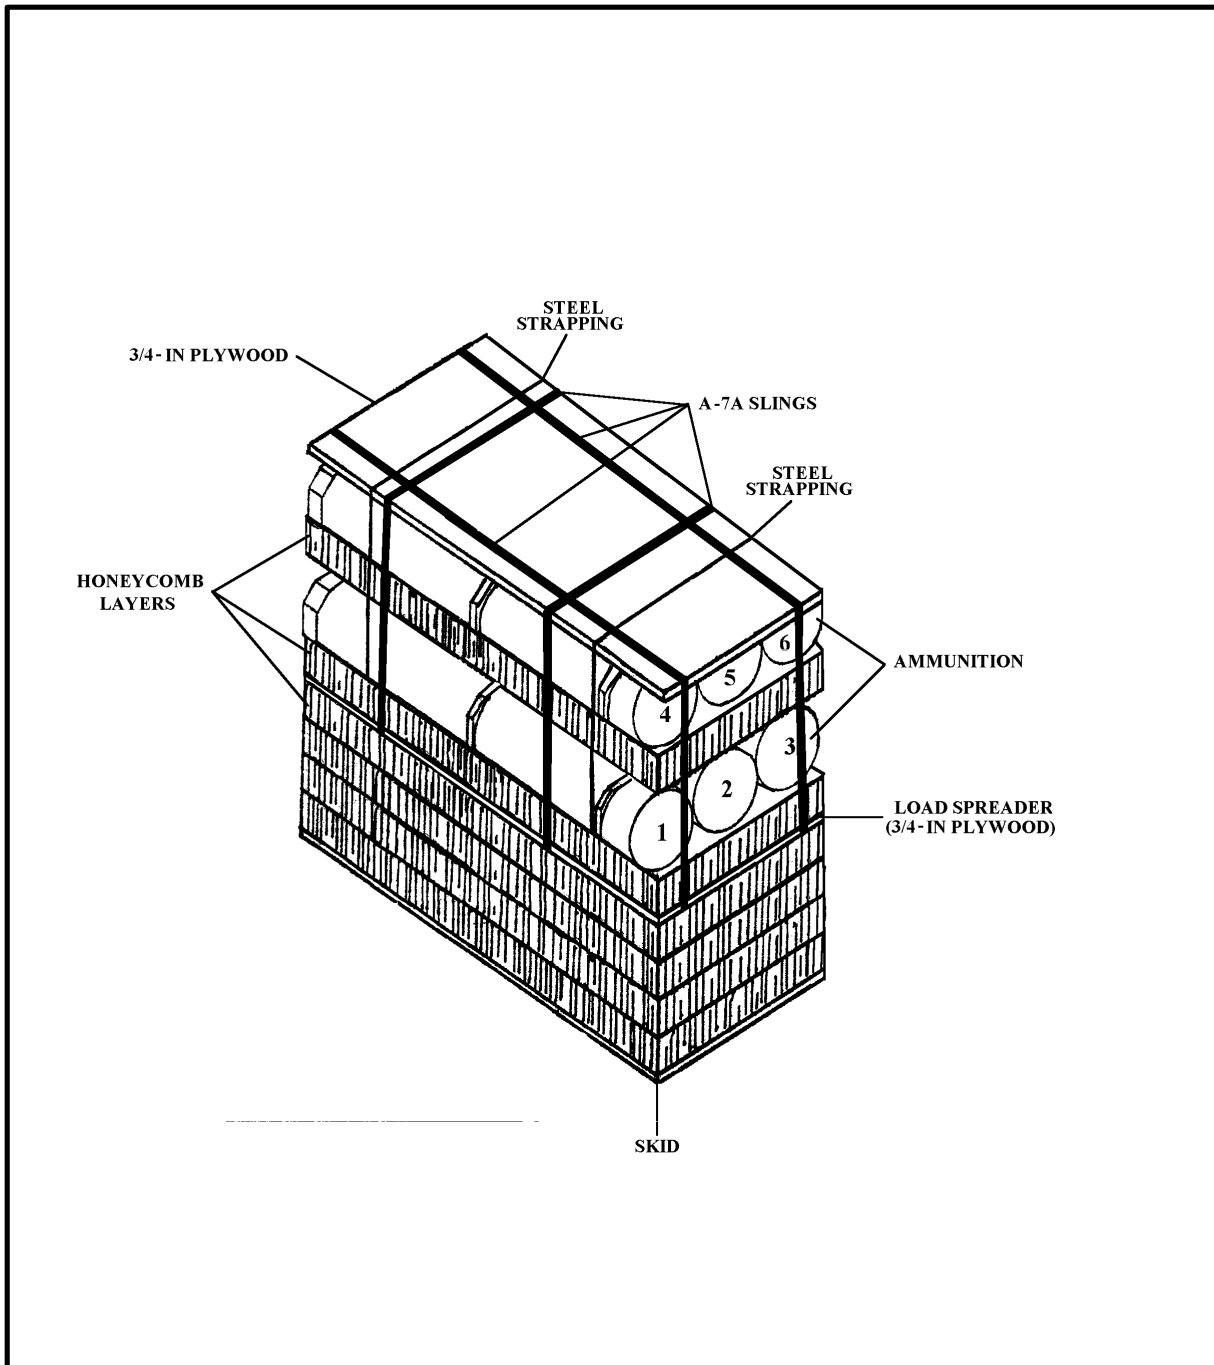 STEEL
STRAPPING
3/4- IN PLYWOOD
A-7A SLINGS
STEEL
STRAPPING
HONEYCOMB
LAYERS
6
5
4
AMMUNITION
3
2
1
LOAD SPREADER
(3/4- IN PLYWOOD)
SKID